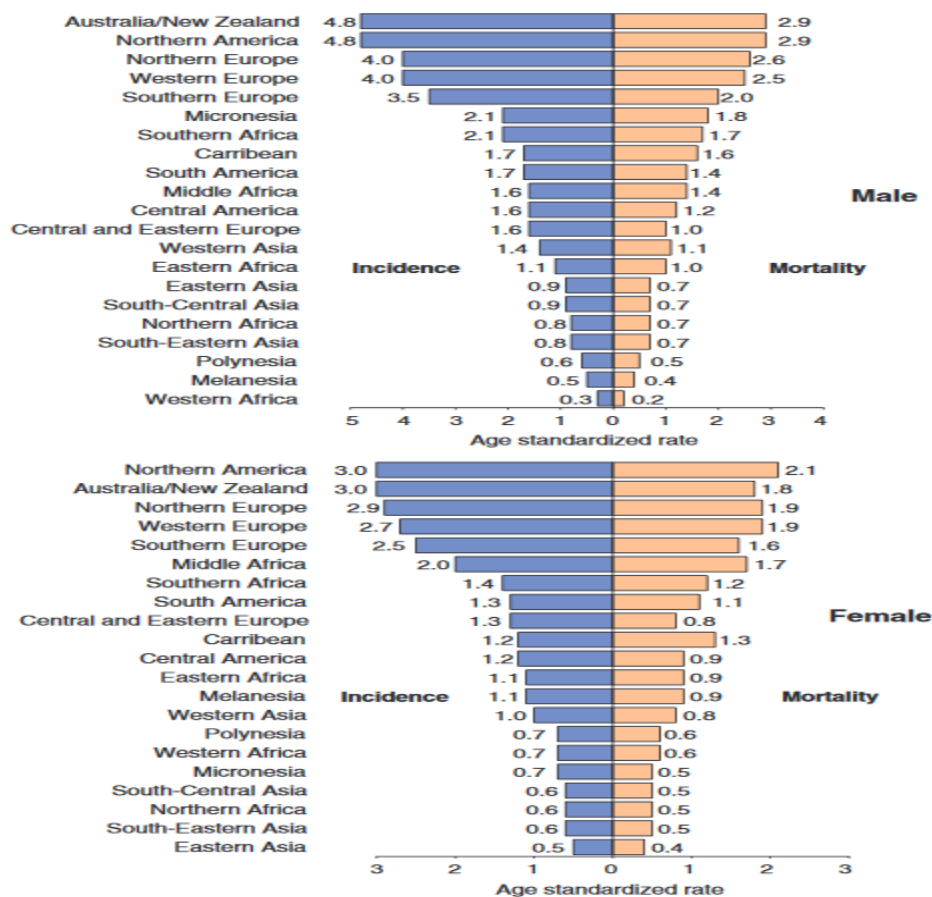 Australia/New Zealand 4.8 2.9
Northern America 4.8 2.9
Northern Europe 4.0 2.6
Western Europe 4.0 2.5
Southern Europe 3.5 2.0
Micronesia 2.1 1.8
Southern Africa 2.1 1.7
Carribean 1.7 1.6
South America 1.7 1.4
Middle Africa 1.6 1.4
Male
Central America 1.6 1.2
Central and Eastern Europe 1.6 1.0
Western Asia 1.4 1.1
Eastern Africa 1.1 Incidence 1.0 Mortality
Eastern Asia 0.9 0.7
South-Central Asia 0.9 0.7
Northern Africa 0.8 0.7
South-Eastern Asia 0.8 0.7
Polynesia 0.6 0.5
Melanesia 0.5 0.4
Western Africa 0.3 0.2
5 4 3 2 1 0 1 2 3 4
Age standardized rate
Northern America 3.0 2.1
Australia/New Zealand 3.0 1.8
Northern Europe 2.9 1.9
Western Europe 2.7 1.9
Southern Europe 2.5 1.6
Middle Africa 2.0 1.7
Southern Africa 1.4 1.2
South America 1.3 1.1
Central and Eastern Europe 1.3 0.8 Female
Carribean 1.2 1.3
Central America 1.2 0.9
Eastern Africa 1.1 0.9
Melanesia Incidence 1.1 0.9 Mortality
Western Asia 1.0 0.8
Polynesia 0.7 0.6
Western Africa 0.7 0.6
Micronesia 0.7 0.5
South-Central Asia 0.6 0.5
Northern Africa 0.6 0.5
South-Eastern Asia 0.6 0.5
Eastern Asia 0.5 0.4
3 2 1 0 1 2 3
Age standardized rate